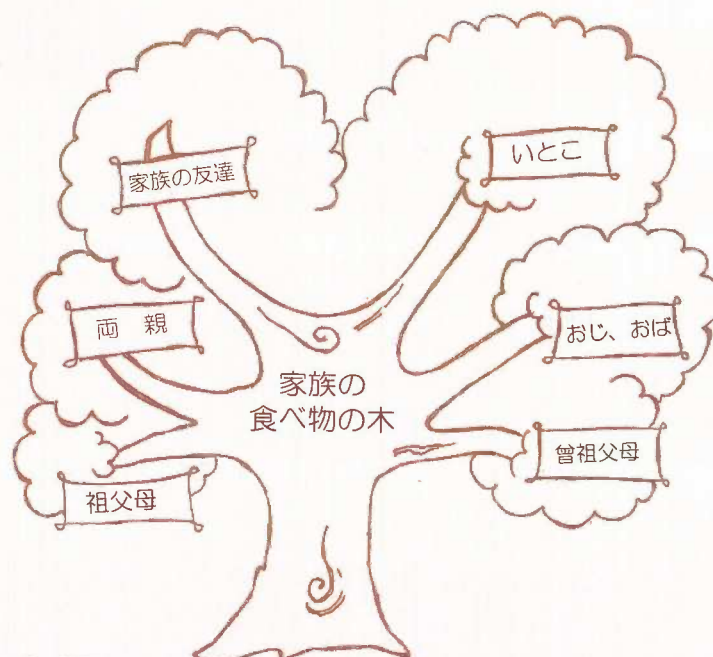 家族の友達
いとこ
両 親
おじ、おば
家族の
食べ物の木
祖父母
曾祖父母